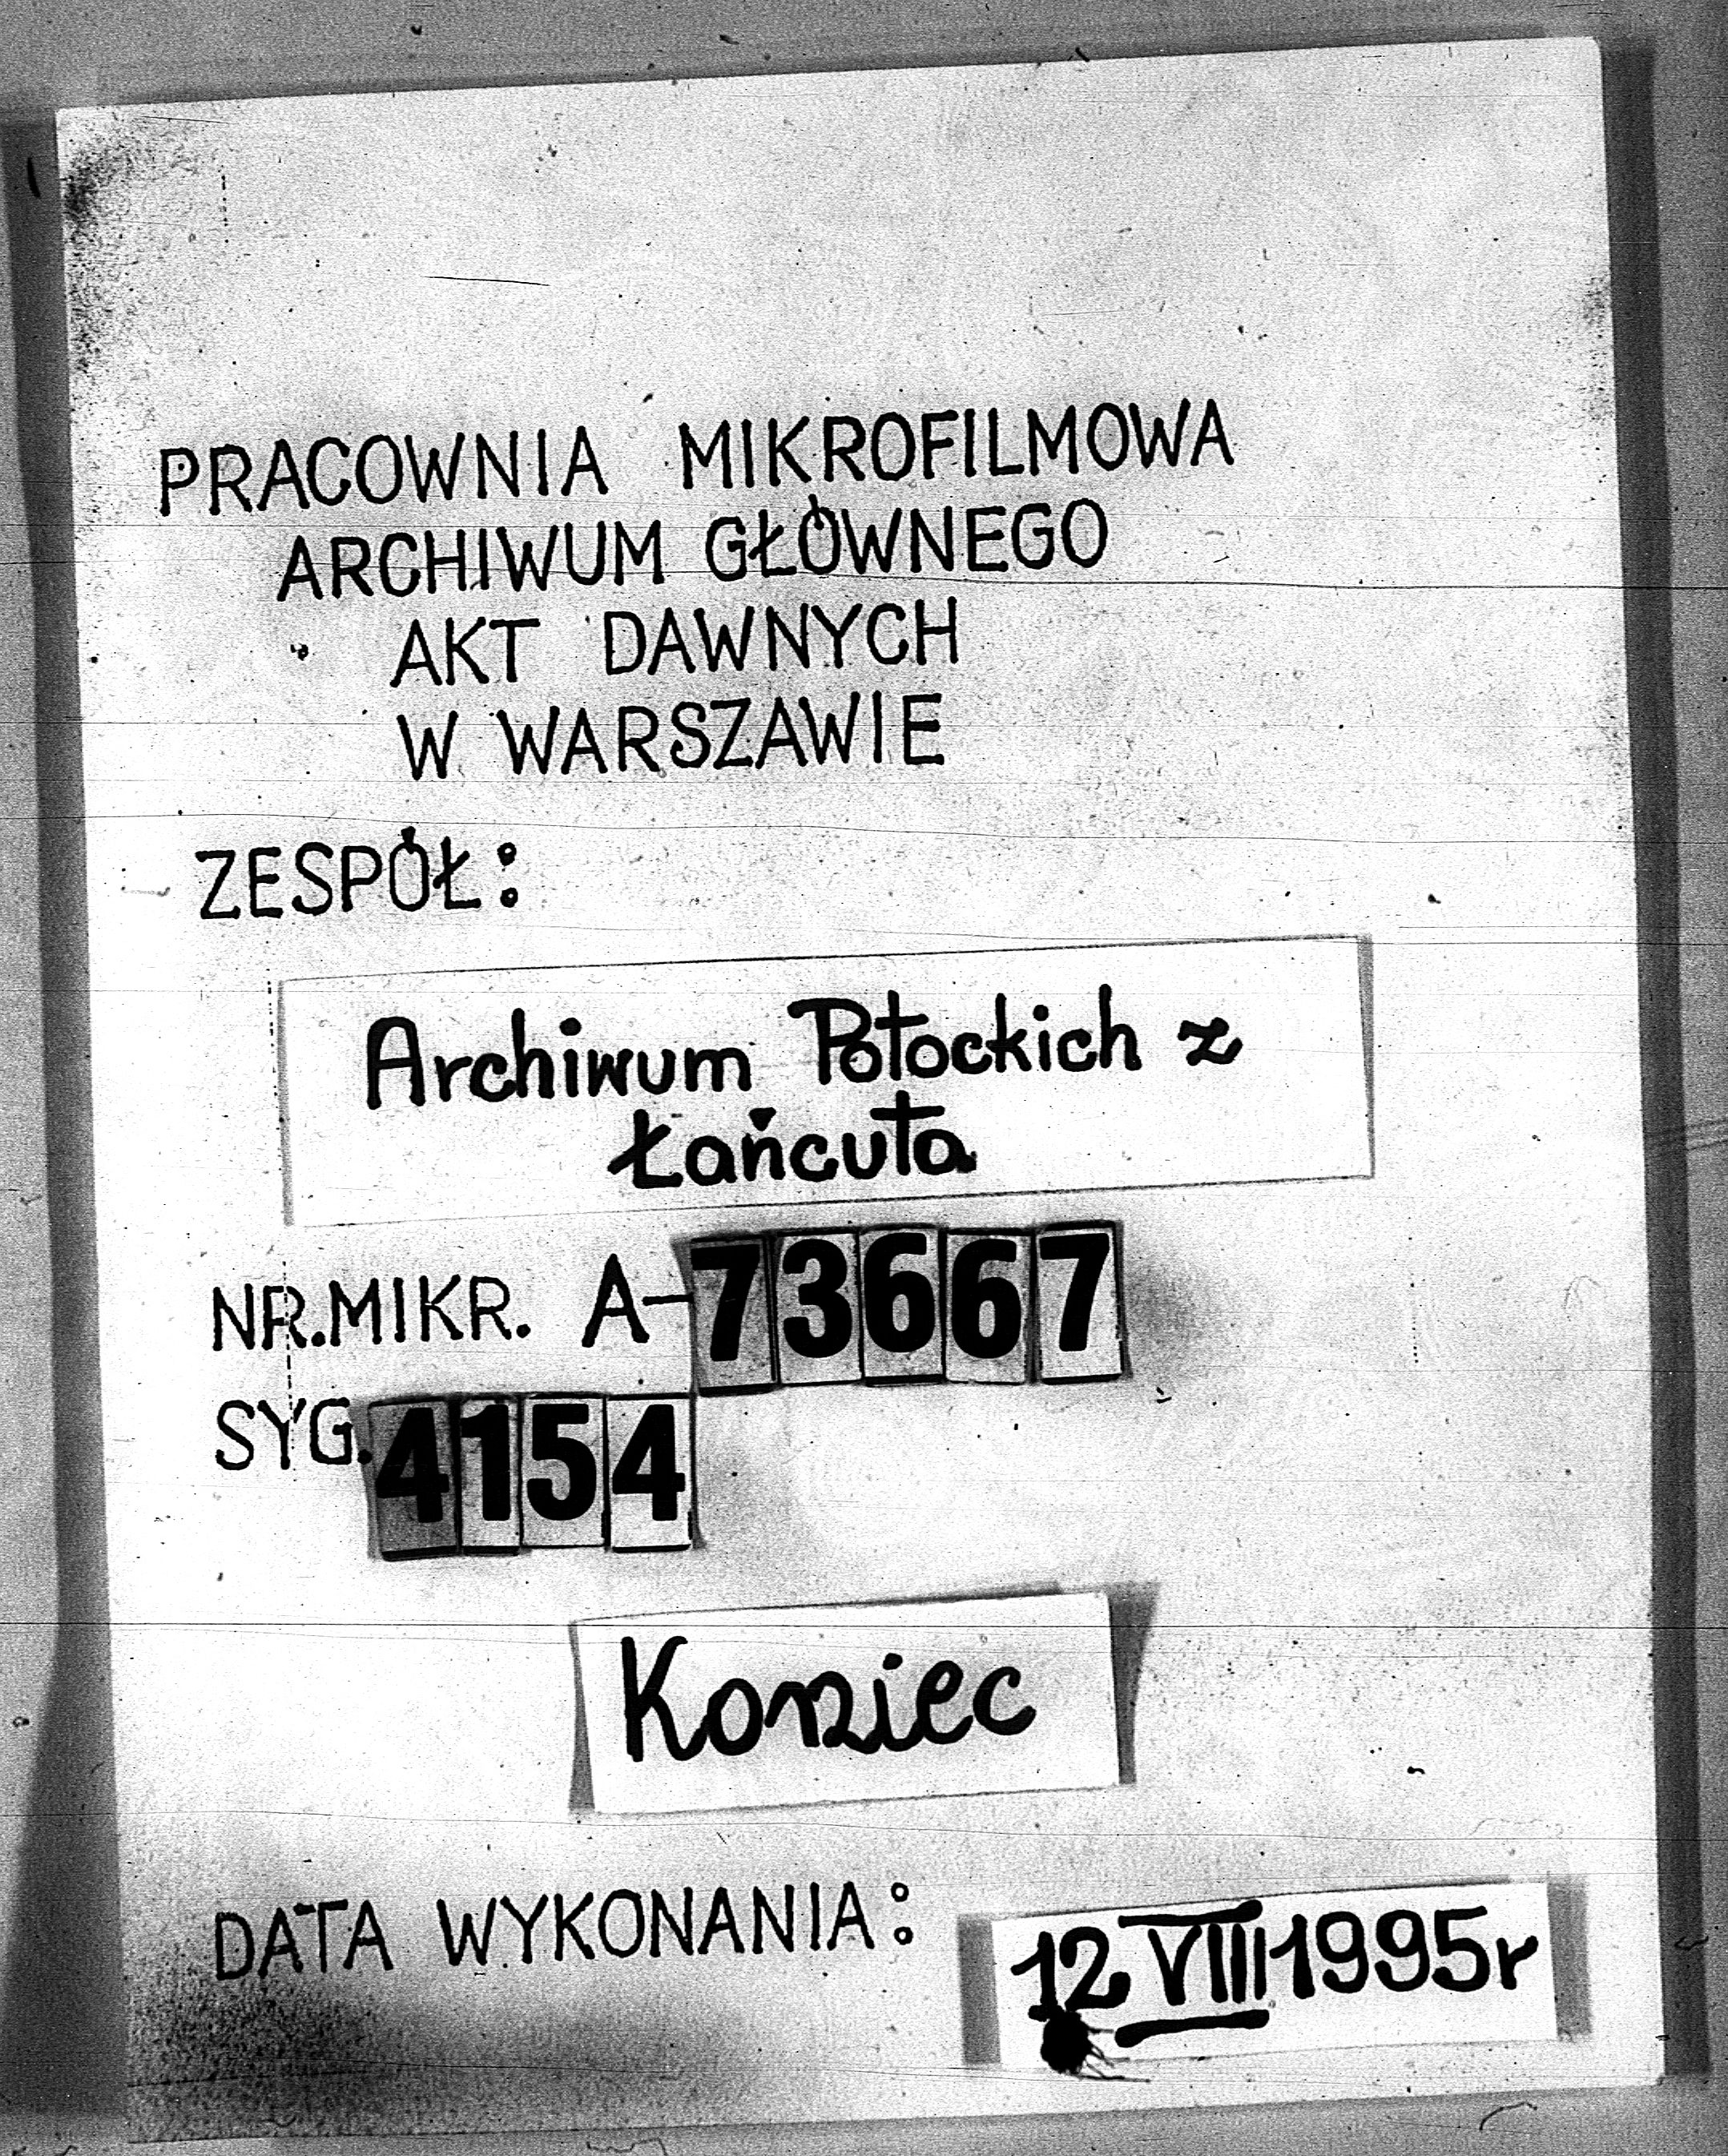 PRACOWNIA MIKROFILMOWA
ARCHIWUM GŁÓWNEGO
AKT DAWNYCH
W WARSZAWIE
ZESPÓŁ:
Archiwum Potockich z
Łańcuta
NR.MIKR. A-73667
SYG.4154
Koniec
DATA WYKONANIA: 12 VIII 1995r